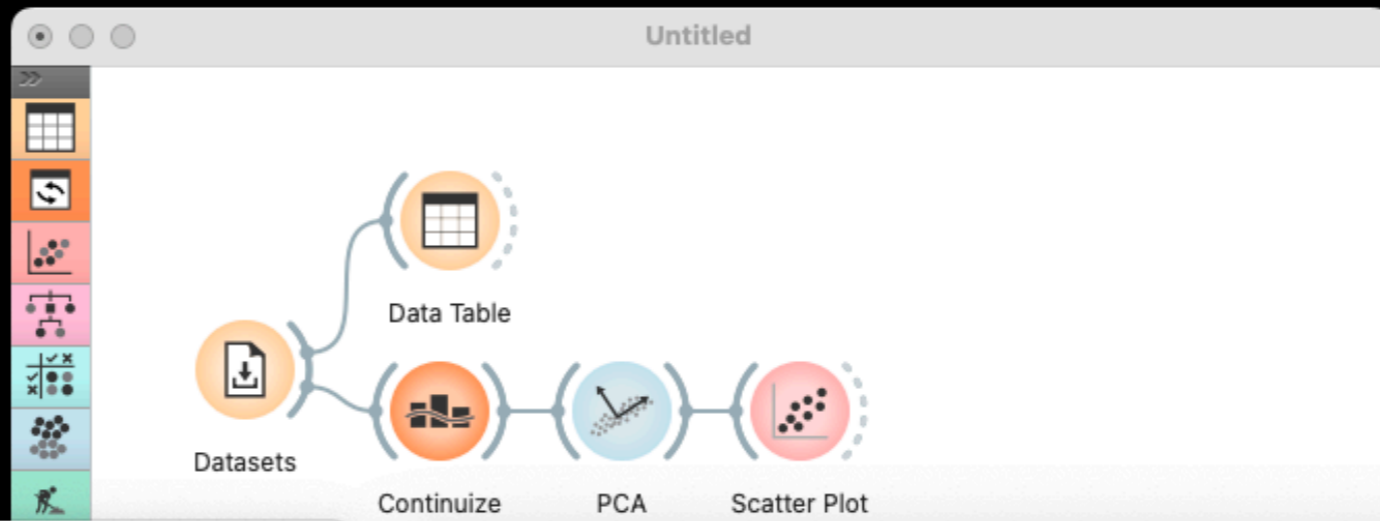 Untitled
Data Table
Datasets
Continuize
PCA
Scatter Plot